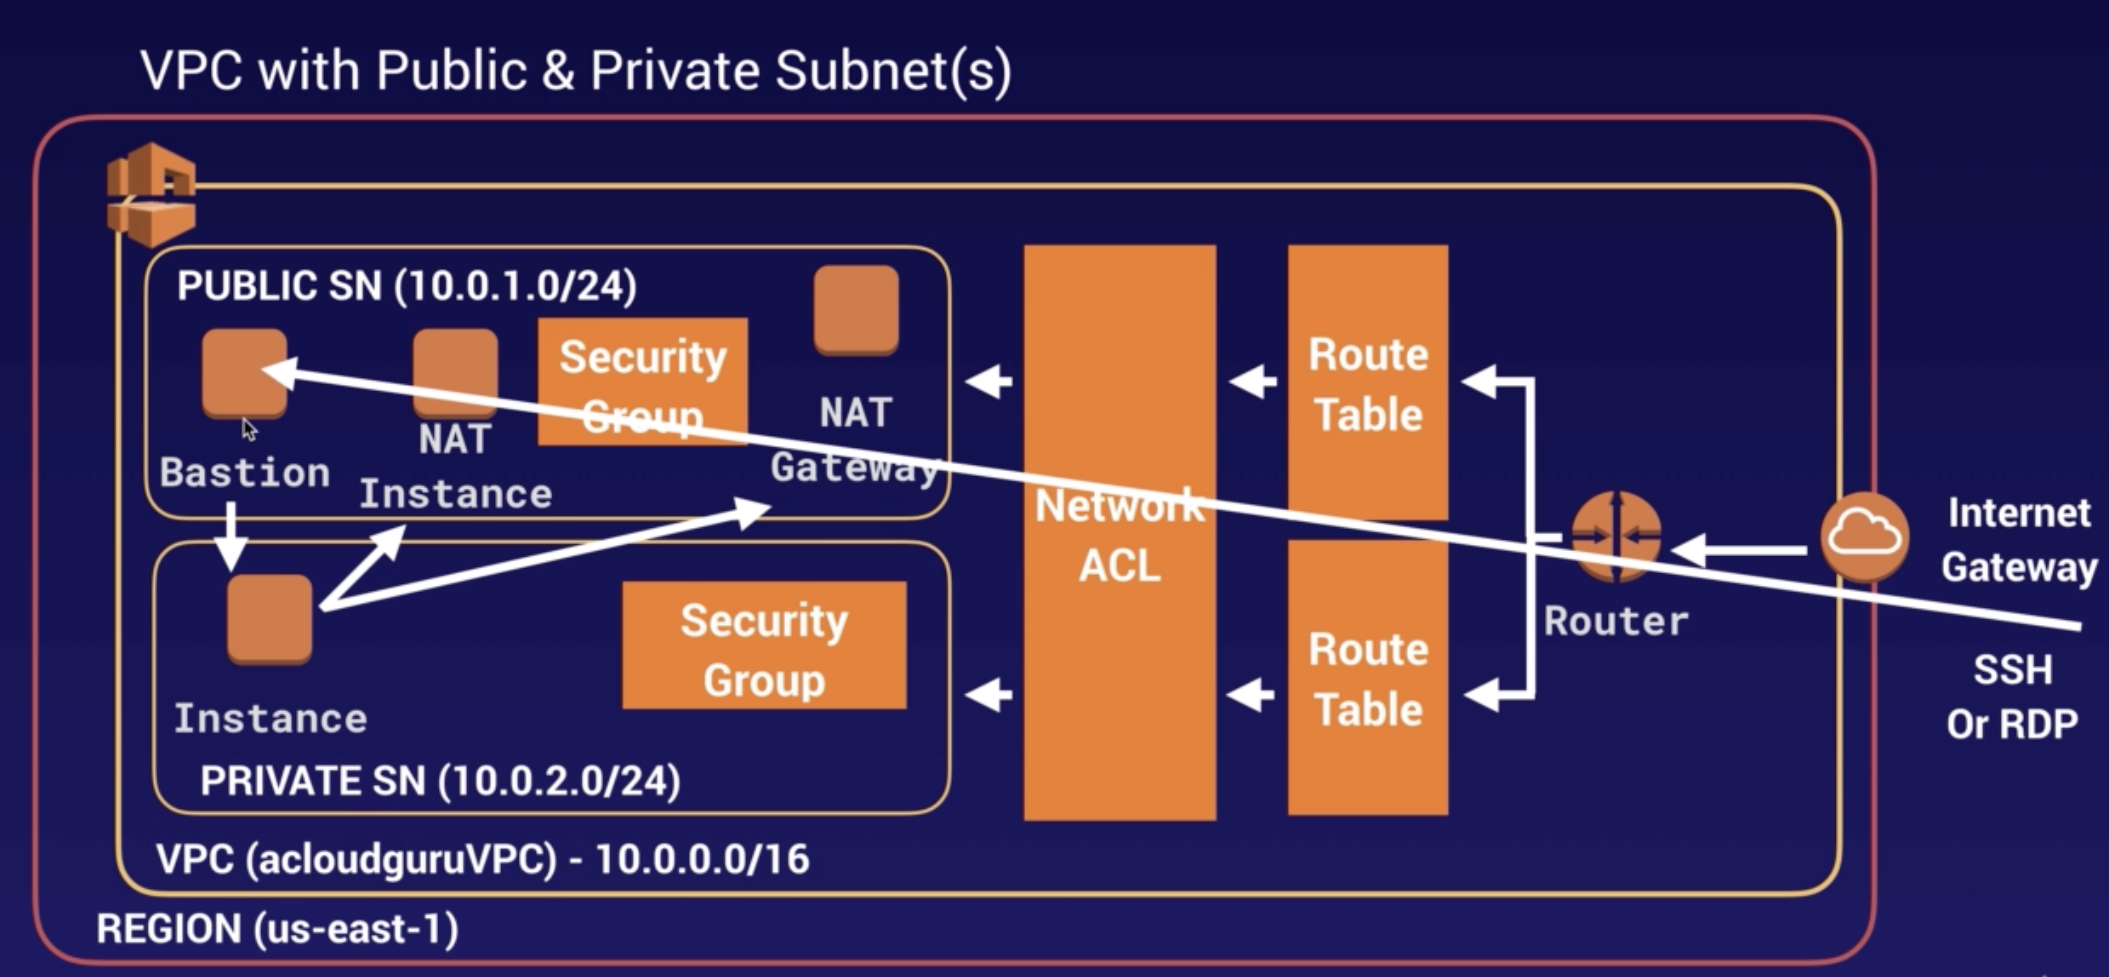 VPC with Public & Private Subnet(s)
PUBLIC SN (10.0.1.0/24)
Bastion
NAT
Instance
Security
Group
NAT
Gateway
Instance
Security
Group
PRIVATE SN (10.0.2.0/24)
Network
ACL
Route
Table
Route
Table
Router
Internet
Gateway
SSH
Or RDP
VPC (acloudguruVPC) - 10.0.0.0/16
REGION (us-east-1)